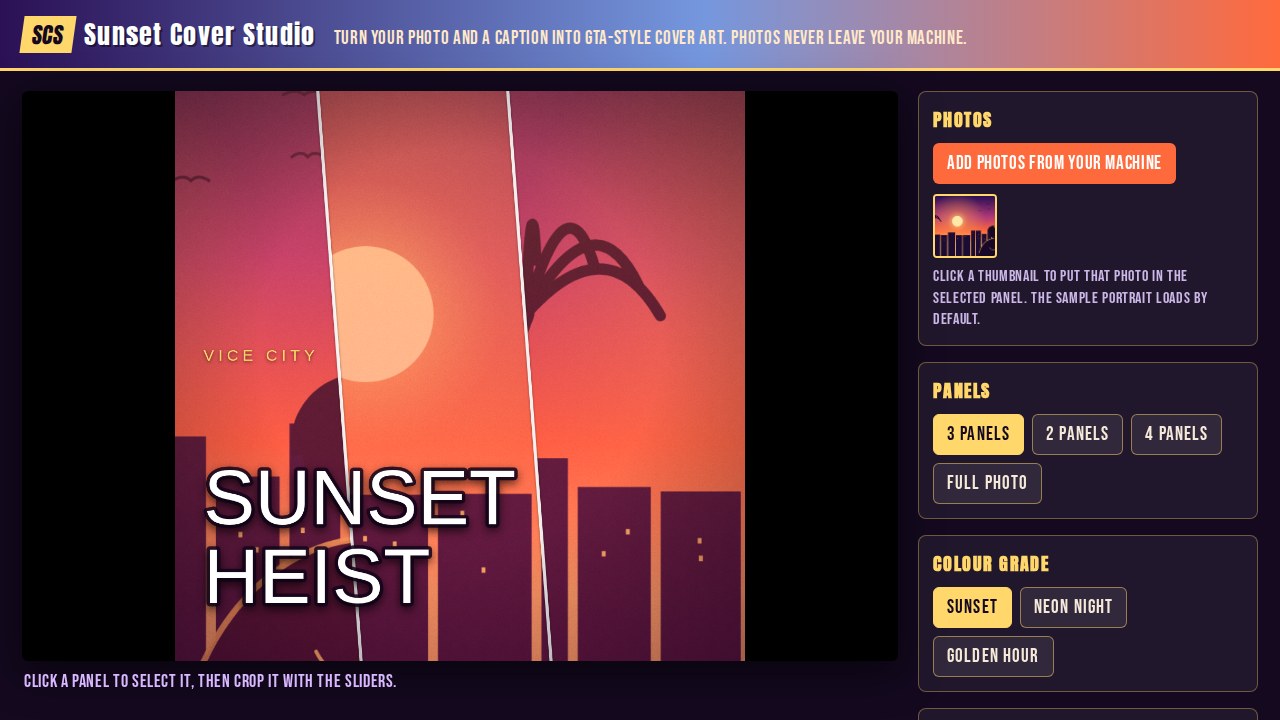 SCS
Sunset Cover Studio
TURN YOUR PHOTO AND A CAPTION INTO GTA-STYLE COVER ART. PHOTOS NEVER LEAVE YOUR MACHINE.
VICE CITY
SUNSET
HEIST
CLICK A PANEL TO SELECT IT, THEN CROP IT WITH THE SLIDERS.
PHOTOS
ADD PHOTOS FROM YOUR MACHINE
CLICK A THUMBNAIL TO PUT THAT PHOTO IN THE
SELECTED PANEL. THE SAMPLE PORTRAIT LOADS BY
DEFAULT.
PANELS
3 PANELS
2 PANELS
4 PANELS
FULL PHOTO
COLOUR GRADE
SUNSET
NEON NIGHT
GOLDEN HOUR